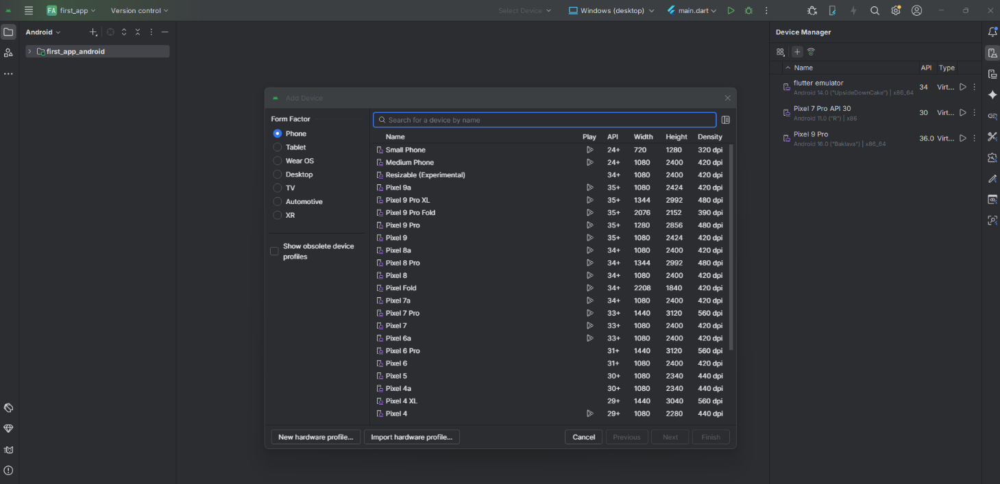 FA first_app Version control Select Device Windows (desktop) main.dart
Android
first_app_android
Device Manager
Name API Type
flutter emulator
Android 14.0 ("UpsideDownCake") | x86_64
34 Virt...
Pixel 7 Pro API 30
Android 11.0 ("R") | x86
30 Virt...
Pixel 9 Pro
Android 16.0 ("Baklava") | x86_64
36.0 Virt...
Add Device
Form Factor
Phone
Tablet
Wear OS
Desktop
TV
Automotive
XR
Show obsolete device
profiles
Search for a device by name
Name Play API Width Height Density
Small Phone 24+ 720 1280 320 dpi
Medium Phone 24+ 1080 2400 420 dpi
Resizable (Experimental) 34+ 1080 2400 420 dpi
Pixel 9a 35+ 1080 2424 420 dpi
Pixel 9 Pro XL 35+ 1344 2992 480 dpi
Pixel 9 Pro Fold 35+ 2076 2152 390 dpi
Pixel 9 Pro 35+ 1280 2856 480 dpi
Pixel 9 35+ 1080 2424 420 dpi
Pixel 8a 34+ 1080 2400 420 dpi
Pixel 8 Pro 34+ 1344 2992 480 dpi
Pixel 8 34+ 1080 2400 420 dpi
Pixel Fold 34+ 2208 1840 420 dpi
Pixel 7a 34+ 1080 2400 420 dpi
Pixel 7 Pro 33+ 1440 3120 560 dpi
Pixel 7 33+ 1080 2400 420 dpi
Pixel 6a 33+ 1080 2400 420 dpi
Pixel 6 Pro 31+ 1440 3120 560 dpi
Pixel 6 31+ 1080 2400 420 dpi
Pixel 5 30+ 1080 2340 440 dpi
Pixel 4a 30+ 1080 2340 440 dpi
Pixel 4 XL 29+ 1440 3040 560 dpi
Pixel 4 29+ 1080 2280 440 dpi
New hardware profile... Import hardware profile... Cancel Previous Next Finish